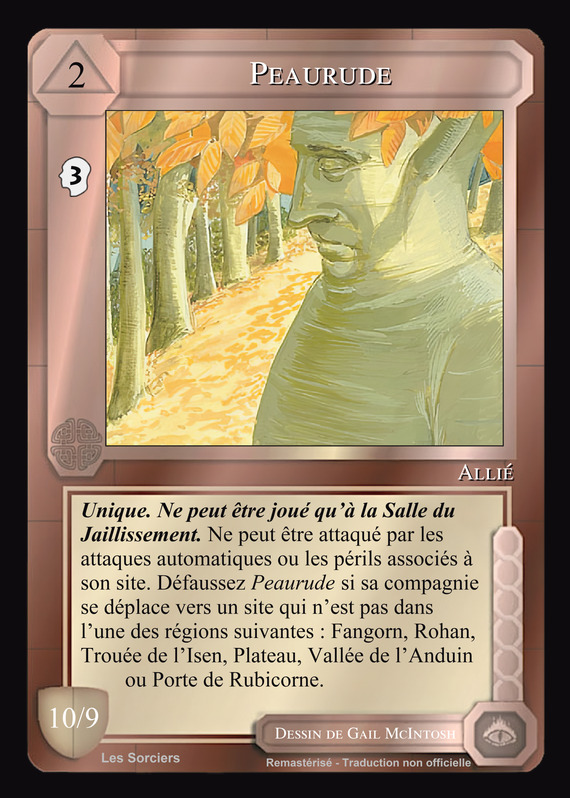 2
PEAURUDE
3
ALLIÉ
Unique. Ne peut être joué qu’à la Salle du
Jaillissement. Ne peut être attaqué par les
attaques automatiques ou les périls associés à
son site. Défaussez Peaurude si sa compagnie
se déplace vers un site qui n’est pas dans
l’une des régions suivantes : Fangorn, Rohan,
Trouée de l’Isen, Plateau, Vallée de l’Anduin
ou Porte de Rubicorne.
10/9
DESSIN DE GAIL MCINTOSH
Les Sorciers
Remastérisé - Traduction non officielle